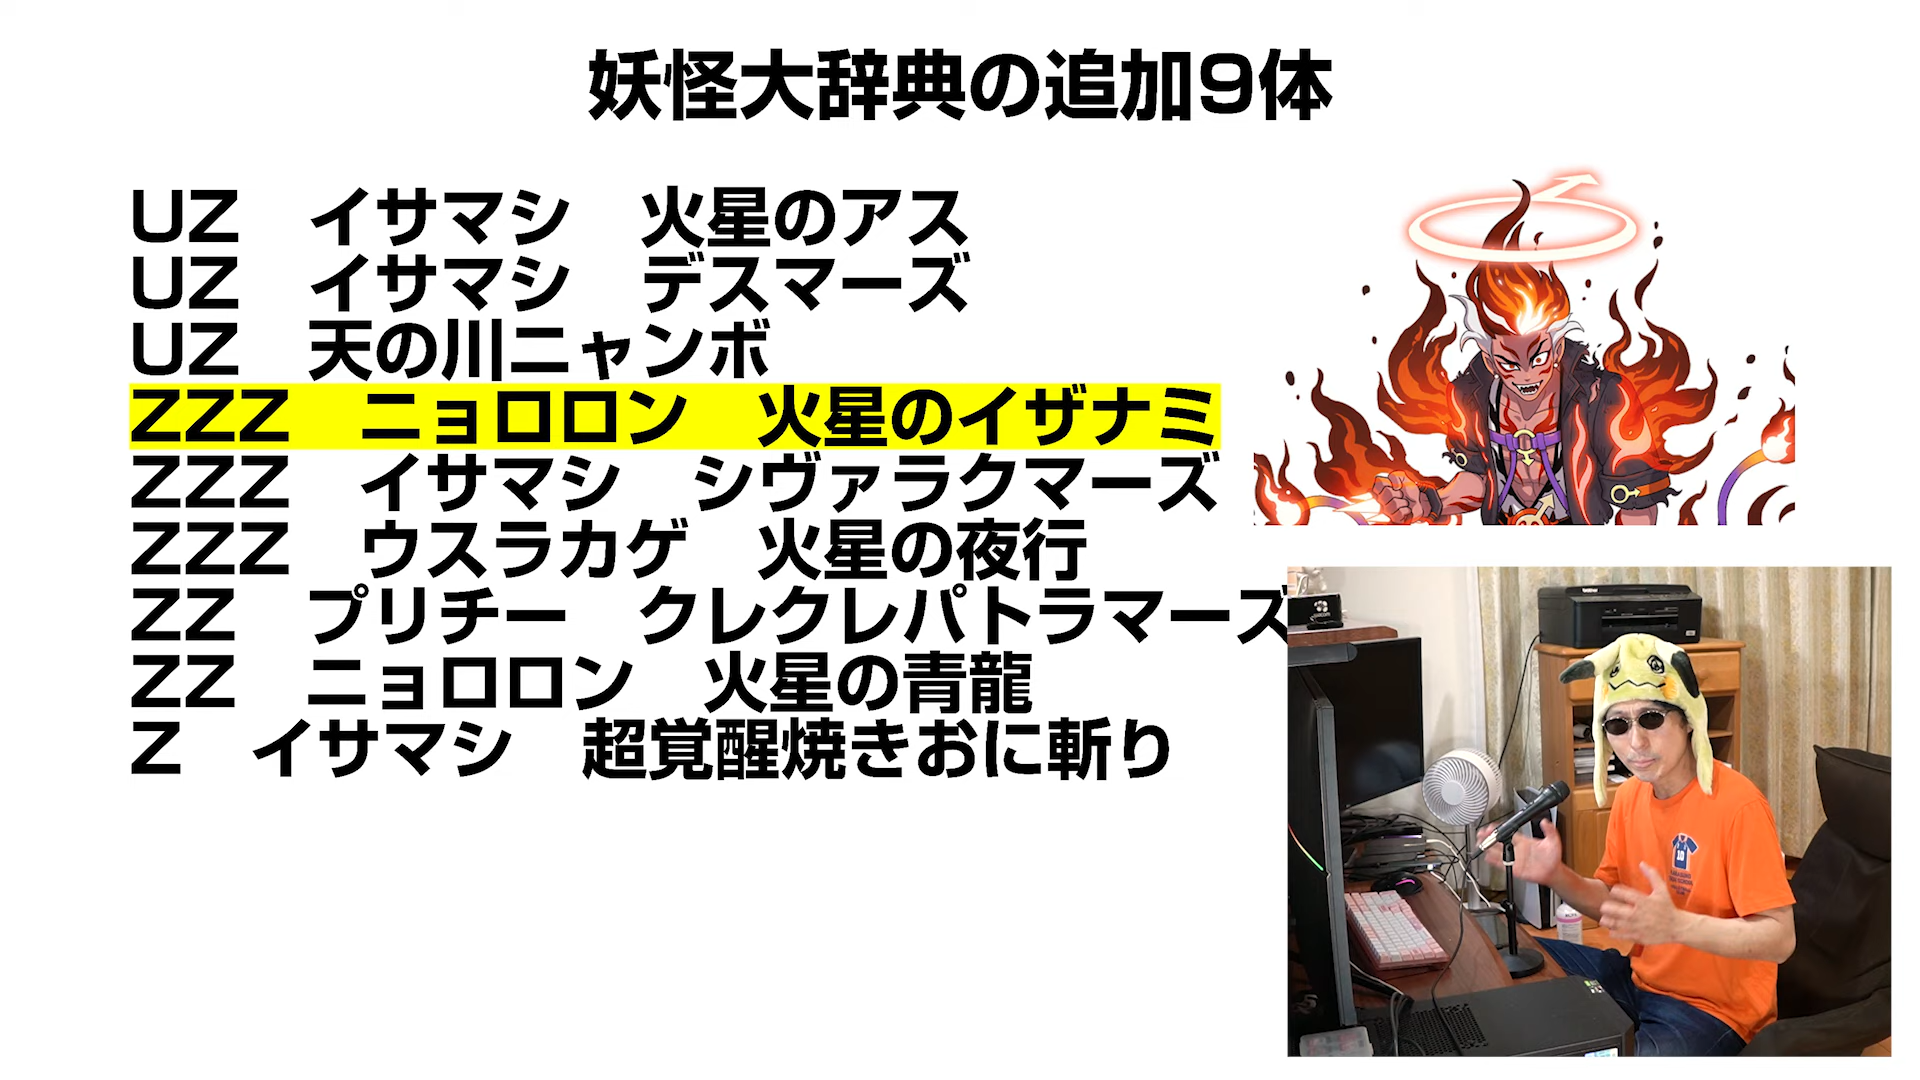 妖怪大辞典の追加9体
UZ　イサマシ　火星のアス
UZ　イサマシ　デスマーズ
UZ　天の川ニャンボ
ZZZ　ニョロロン　火星のイザナミ
ZZZ　イサマシ　シヴァラクマーズ
ZZZ　ウスラカゲ　火星の夜行
ZZ　プリチー　クレクレパトラマーズ
ZZ　ニョロロン　火星の青龍
Z　イサマシ　超覚醒焼きおに斬り
10